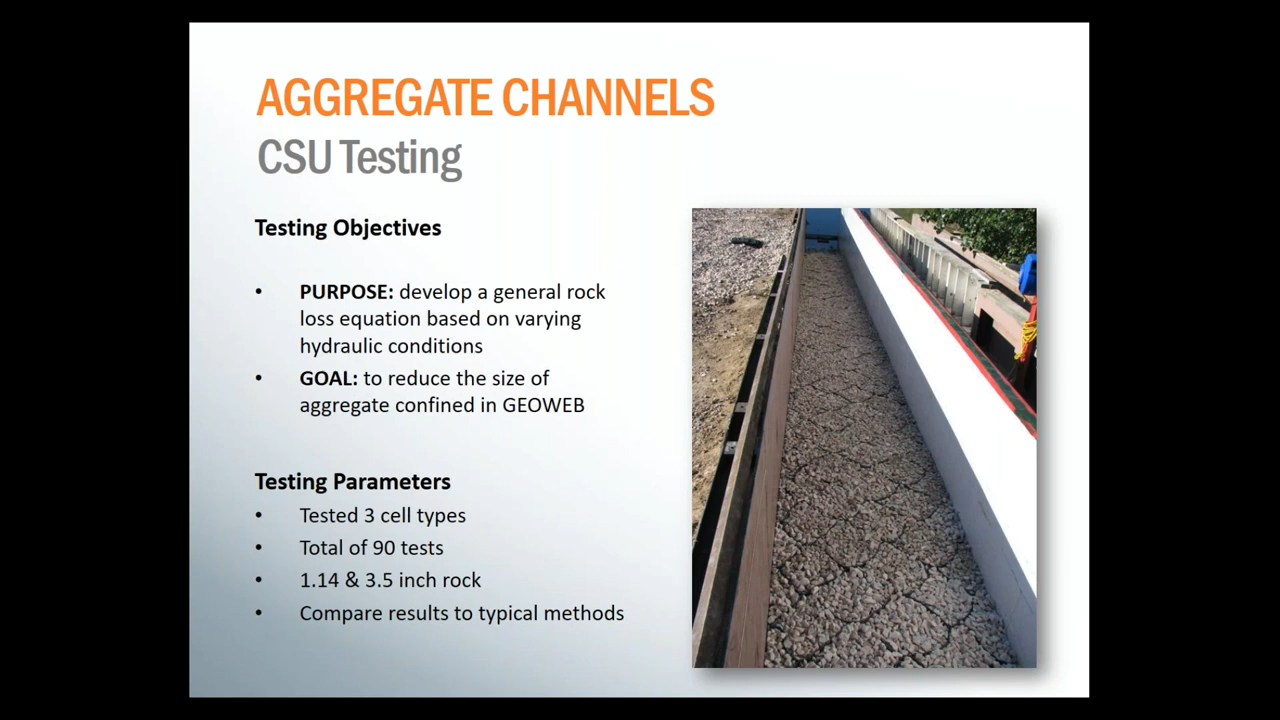 AGGREGATE CHANNELS
CSU Testing
Testing Objectives
• PURPOSE: develop a general rock
loss equation based on varying
hydraulic conditions
• GOAL: to reduce the size of
aggregate confined in GEOWEB
Testing Parameters
• Tested 3 cell types
• Total of 90 tests
• 1.14 & 3.5 inch rock
• Compare results to typical methods